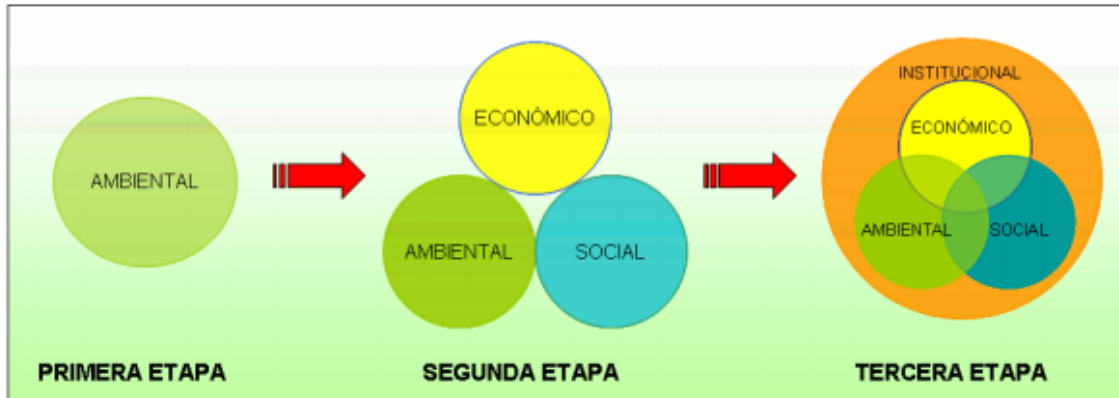 AMBIENTAL
PRIMERA ETAPA
ECONÓMICO
AMBIENTAL
SOCIAL
SEGUNDA ETAPA
INSTITUCIONAL
ECONÓMICO
AMBIENTAL
SOCIAL
TERCERA ETAPA